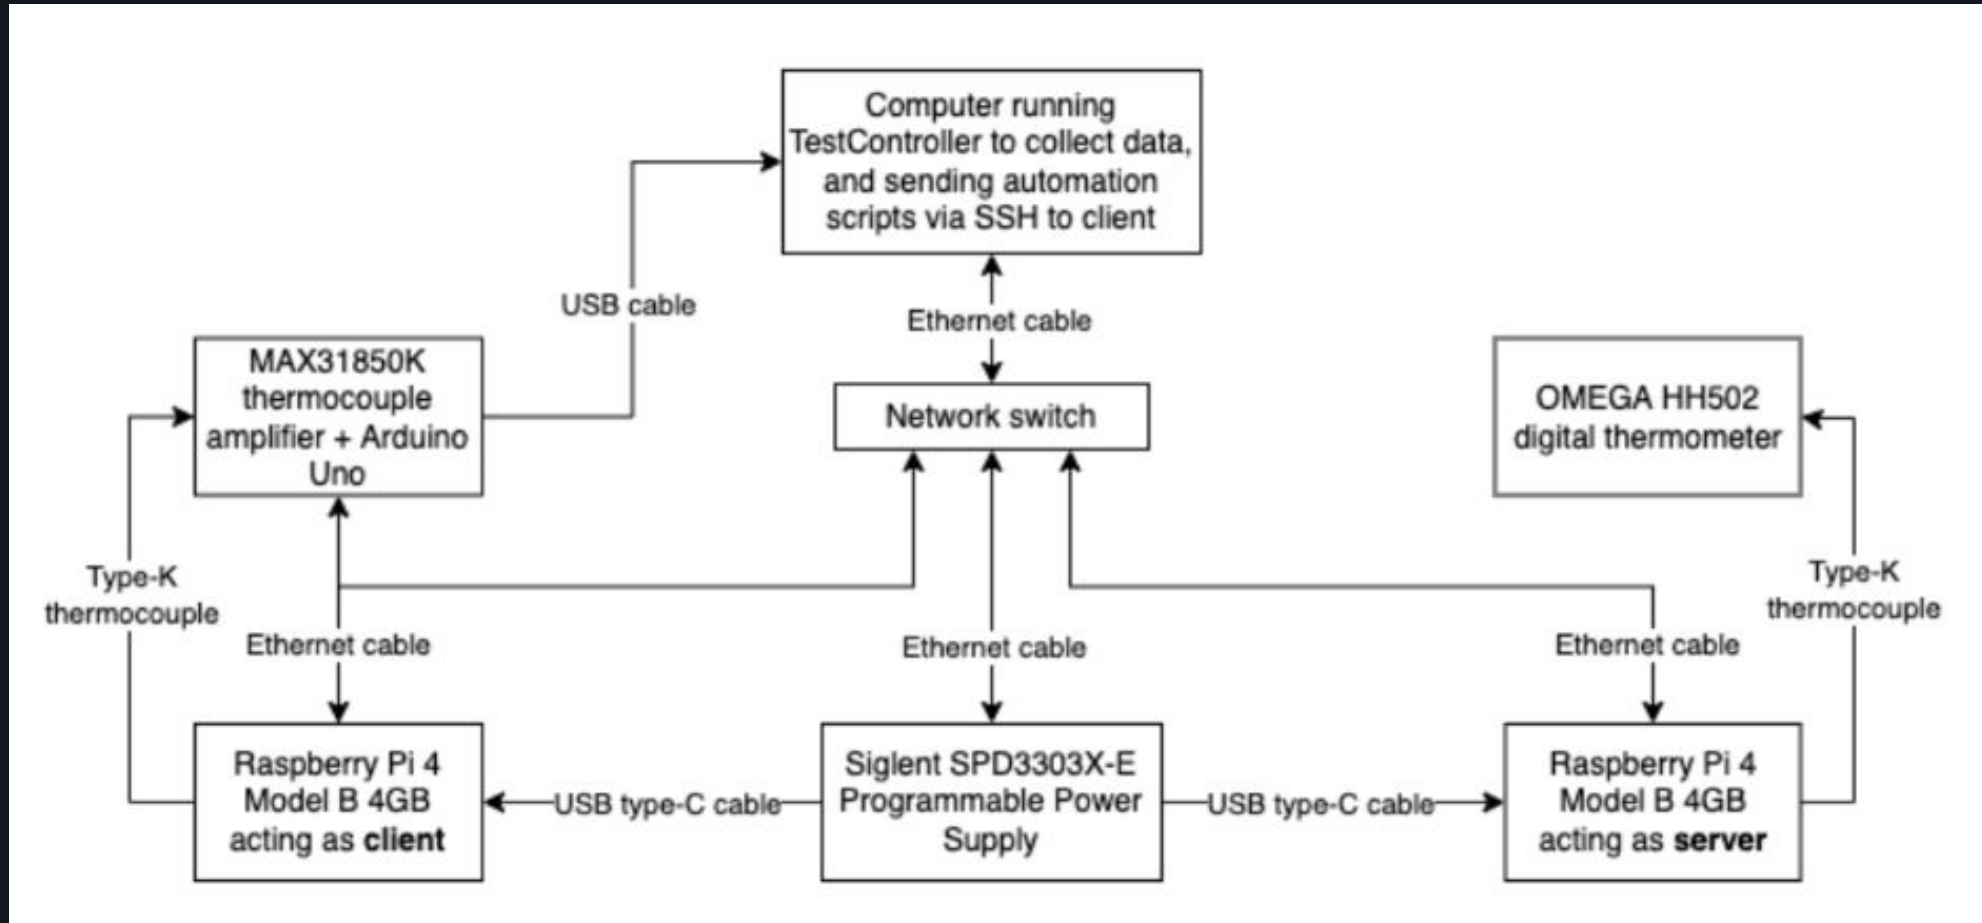 Computer running
TestController to collect data,
and sending automation
scripts via SSH to client
USB cable
Ethernet cable
MAX31850K
thermocouple
amplifier + Arduino
Uno
Network switch
OMEGA HH502
digital thermometer
Type-K
thermocouple
Type-K
thermocouple
Ethernet cable
Ethernet cable
Ethernet cable
Raspberry Pi 4
Model B 4GB
acting as client
USB type-C cable
Siglent SPD3303X-E
Programmable Power
Supply
USB type-C cable
Raspberry Pi 4
Model B 4GB
acting as server